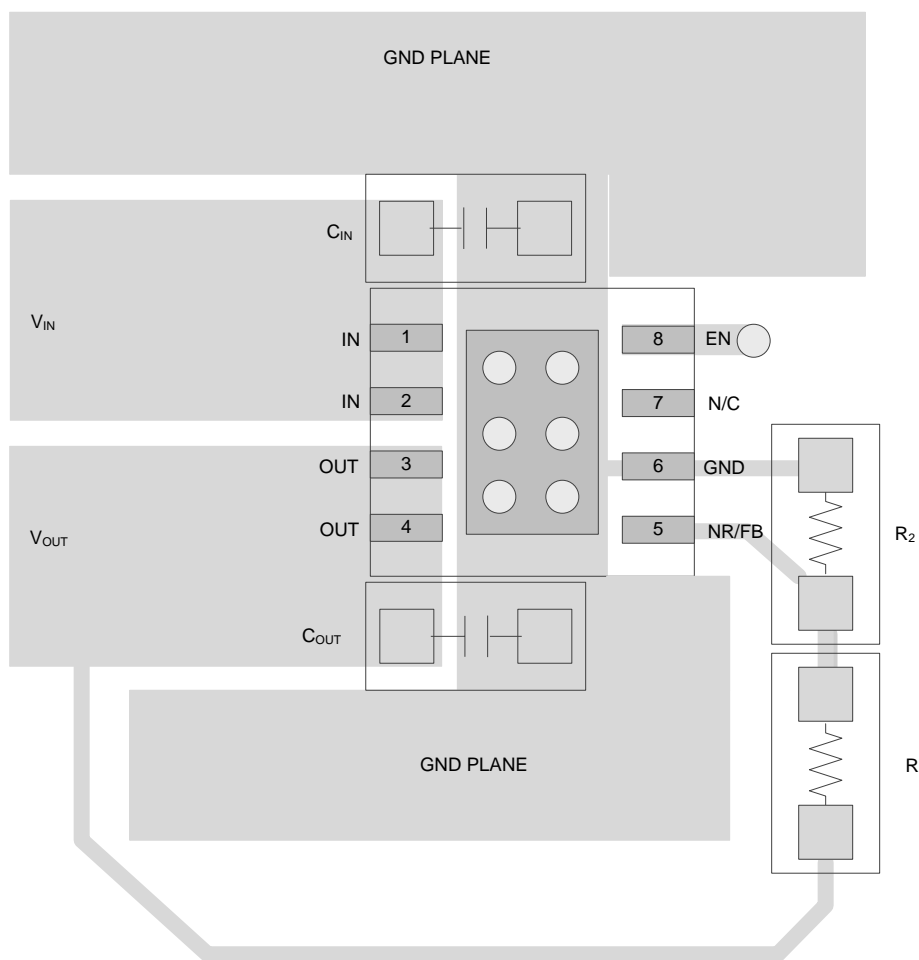 GND PLANE
C_IN
V_IN
IN 1 8 EN
IN 2 7 N/C
OUT 3 6 GND
OUT 4 5 NR/FB
V_OUT
R_2
C_OUT
GND PLANE
R